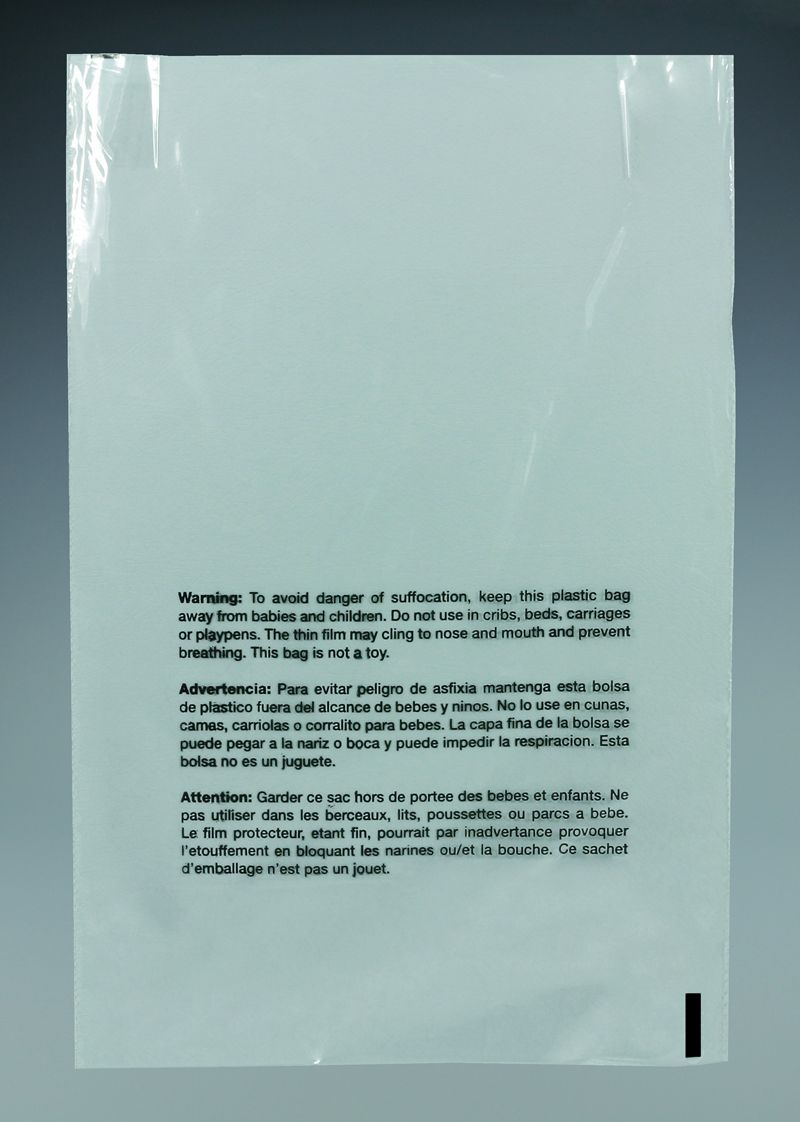 Warning: To avoid danger of suffocation, keep this plastic bag
away from babies and children. Do not use in cribs, beds, carriages
or playpens. The thin film may cling to nose and mouth and prevent
breathing. This bag is not a toy.
Advertencia: Para evitar peligro de asfixia mantenga esta bolsa
de plastico fuera del alcance de bebes y ninos. No lo use en cunas,
camas, carriolas o corralito para bebes. La capa fina de la bolsa se
puede pegar a la nariz o boca y puede impedir la respiracion. Esta
bolsa no es un juguete.
Attention: Garder ce sac hors de portee des bebes et enfants. Ne
pas utiliser dans les berceaux, lits, poussettes ou parcs a bebe.
Le film protecteur, etant fin, pourrait par inadvertance provoquer
l'etouffement en bloquant les narines ou/et la bouche. Ce sachet
d'emballage n'est pas un jouet.